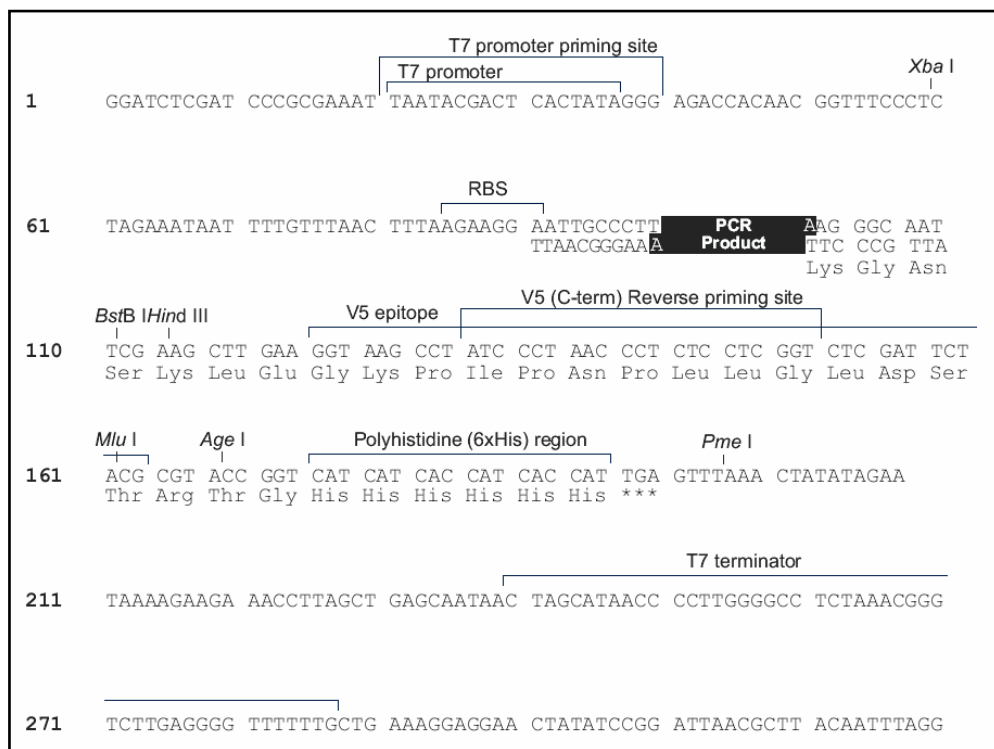 T7 promoter priming site
T7 promoter
Xba I
1 GGATCTCGAT CCCGCGAAAT TAATACGACT CACTATAGGG AGACCACAAC GGTTTCCCTC
RBS
61 TAGAAATAAT TTTGTTTAAC TTTAAGAAGG AATTGCCCTT PCR AAG GGC AAT
TTAACGGGAA A Product TTC CCG TTA
Lys Gly Asn
V5 (C-term) Reverse priming site
BstB I HindIII V5 epitope
110 TCG AAG CTT GAA GGT AAG CCT ATC CCT AAC CCT CTC CTC GGT CTC GAT TCT
Ser Lys Leu Glu Gly Lys Pro Ile Pro Asn Pro Leu Leu Gly Leu Asp Ser
Mlu I Age I Polyhistidine (6xHis) region Pme I
161 ACG CGT ACC GGT CAT CAT CAC CAT CAC CAT TGA GTTTAAAC TATATAGAA
Thr Arg Thr Gly His His His His His His ***
T7 terminator
211 TAAAAGAAGA AACCTTAGCT GAGCAATAAC TAGCATAACC CCTTGGGGCC TCTAAACGGG
271 TCTTGAGGGG TTTTTTGCTG AAAGGAGGAA CTATATCCGG ATTAACGCTT ACAATTTAGG